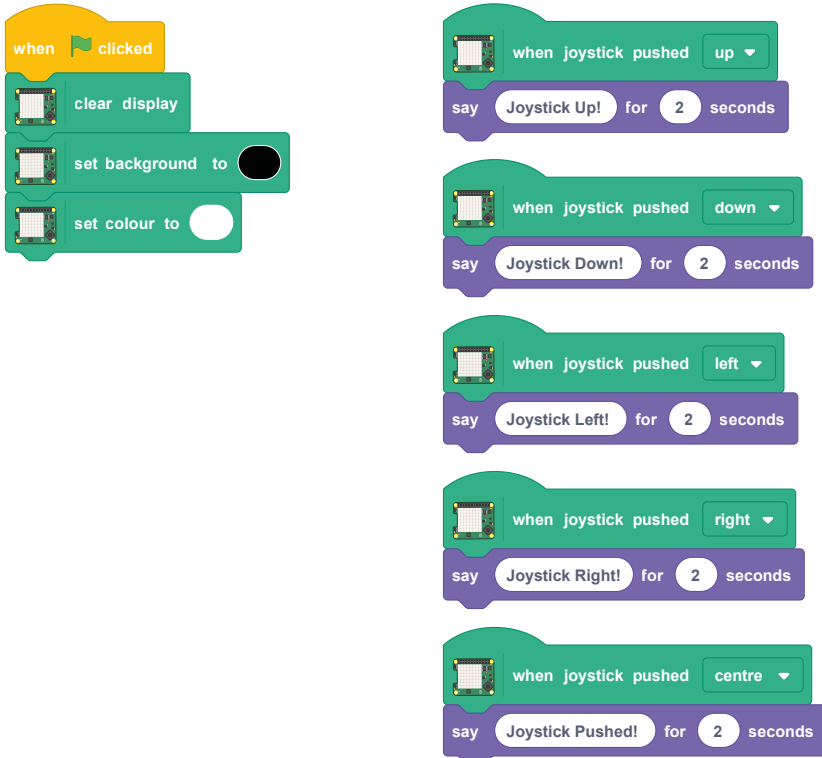 when clicked
clear display
set background to
set colour to
when joystick pushed up
say Joystick Up! for 2 seconds
when joystick pushed down
say Joystick Down! for 2 seconds
when joystick pushed left
say Joystick Left! for 2 seconds
when joystick pushed right
say Joystick Right! for 2 seconds
when joystick pushed centre
say Joystick Pushed! for 2 seconds